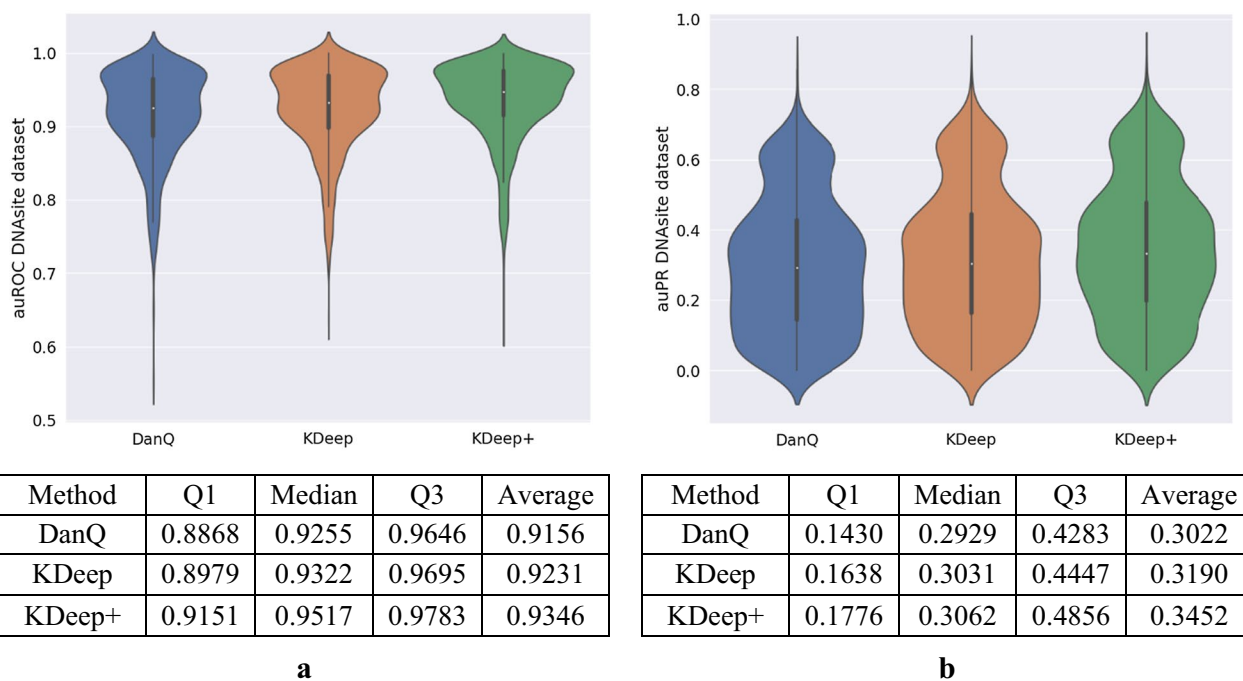 1.0
0.9
0.8
0.7
0.6
0.5
auROC DNAsite dataset
DanQ KDeep KDeep+
1.0
0.8
0.6
0.4
0.2
0.0
auPR DNAsite dataset
DanQ KDeep KDeep+
Method Q1 Median Q3 Average
DanQ 0.8868 0.9255 0.9646 0.9156
KDeep 0.8979 0.9322 0.9695 0.9231
KDeep+ 0.9151 0.9517 0.9783 0.9346
a
Method Q1 Median Q3 Average
DanQ 0.1430 0.2929 0.4283 0.3022
KDeep 0.1638 0.3031 0.4447 0.3190
KDeep+ 0.1776 0.3062 0.4856 0.3452
b